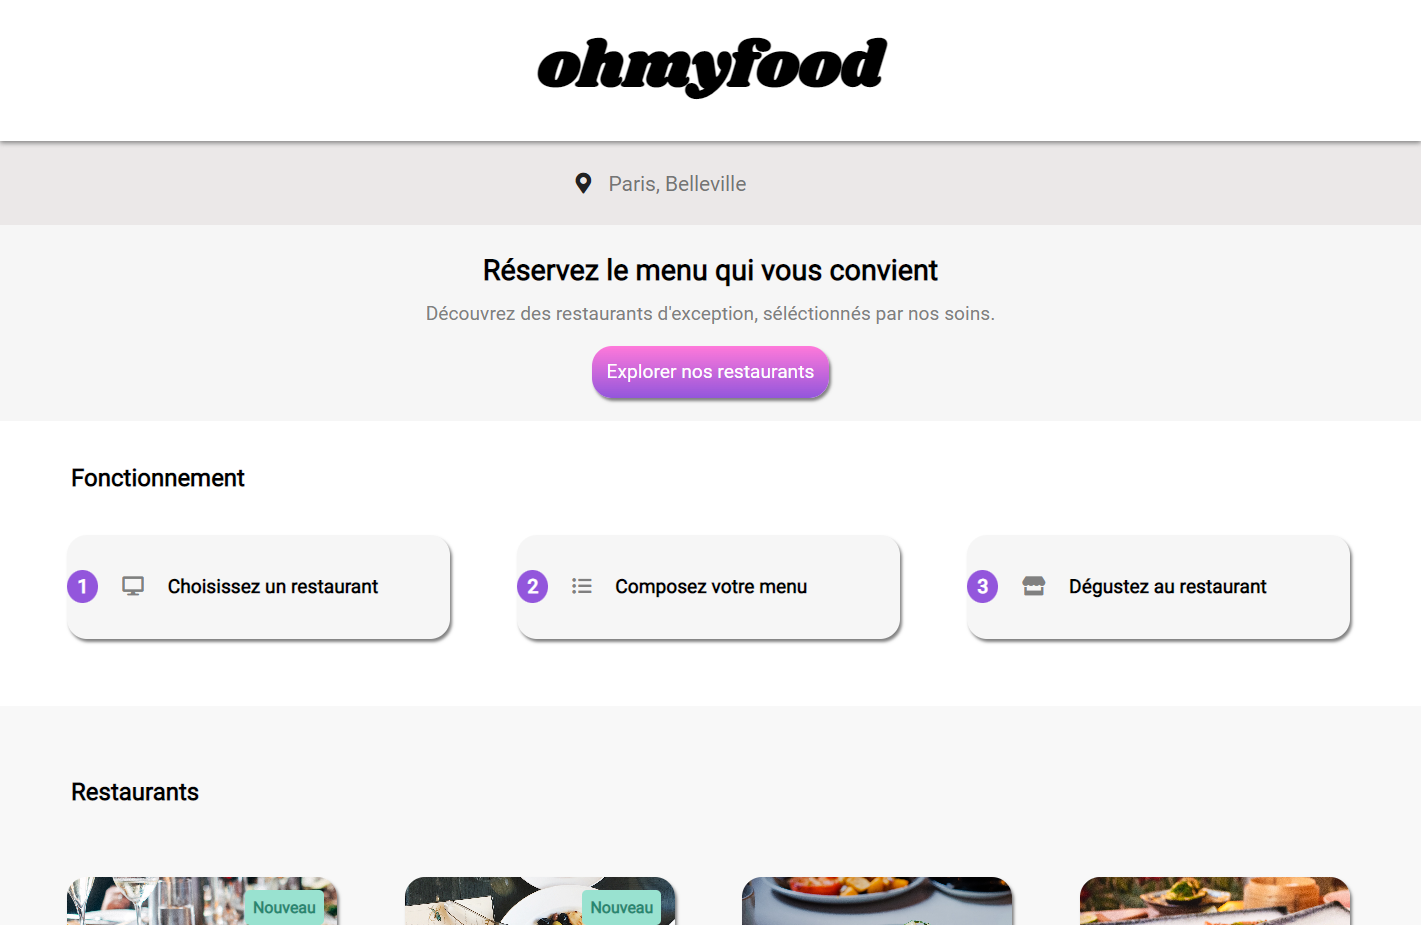 ohmyfood
Paris, Belleville
Réservez le menu qui vous convient
Découvrez des restaurants d'exception, séléctionnés par nos soins.
Explorer nos restaurants
Fonctionnement
1 Choisissez un restaurant
2 Composez votre menu
3 Dégustez au restaurant
Restaurants
Nouveau
Nouveau